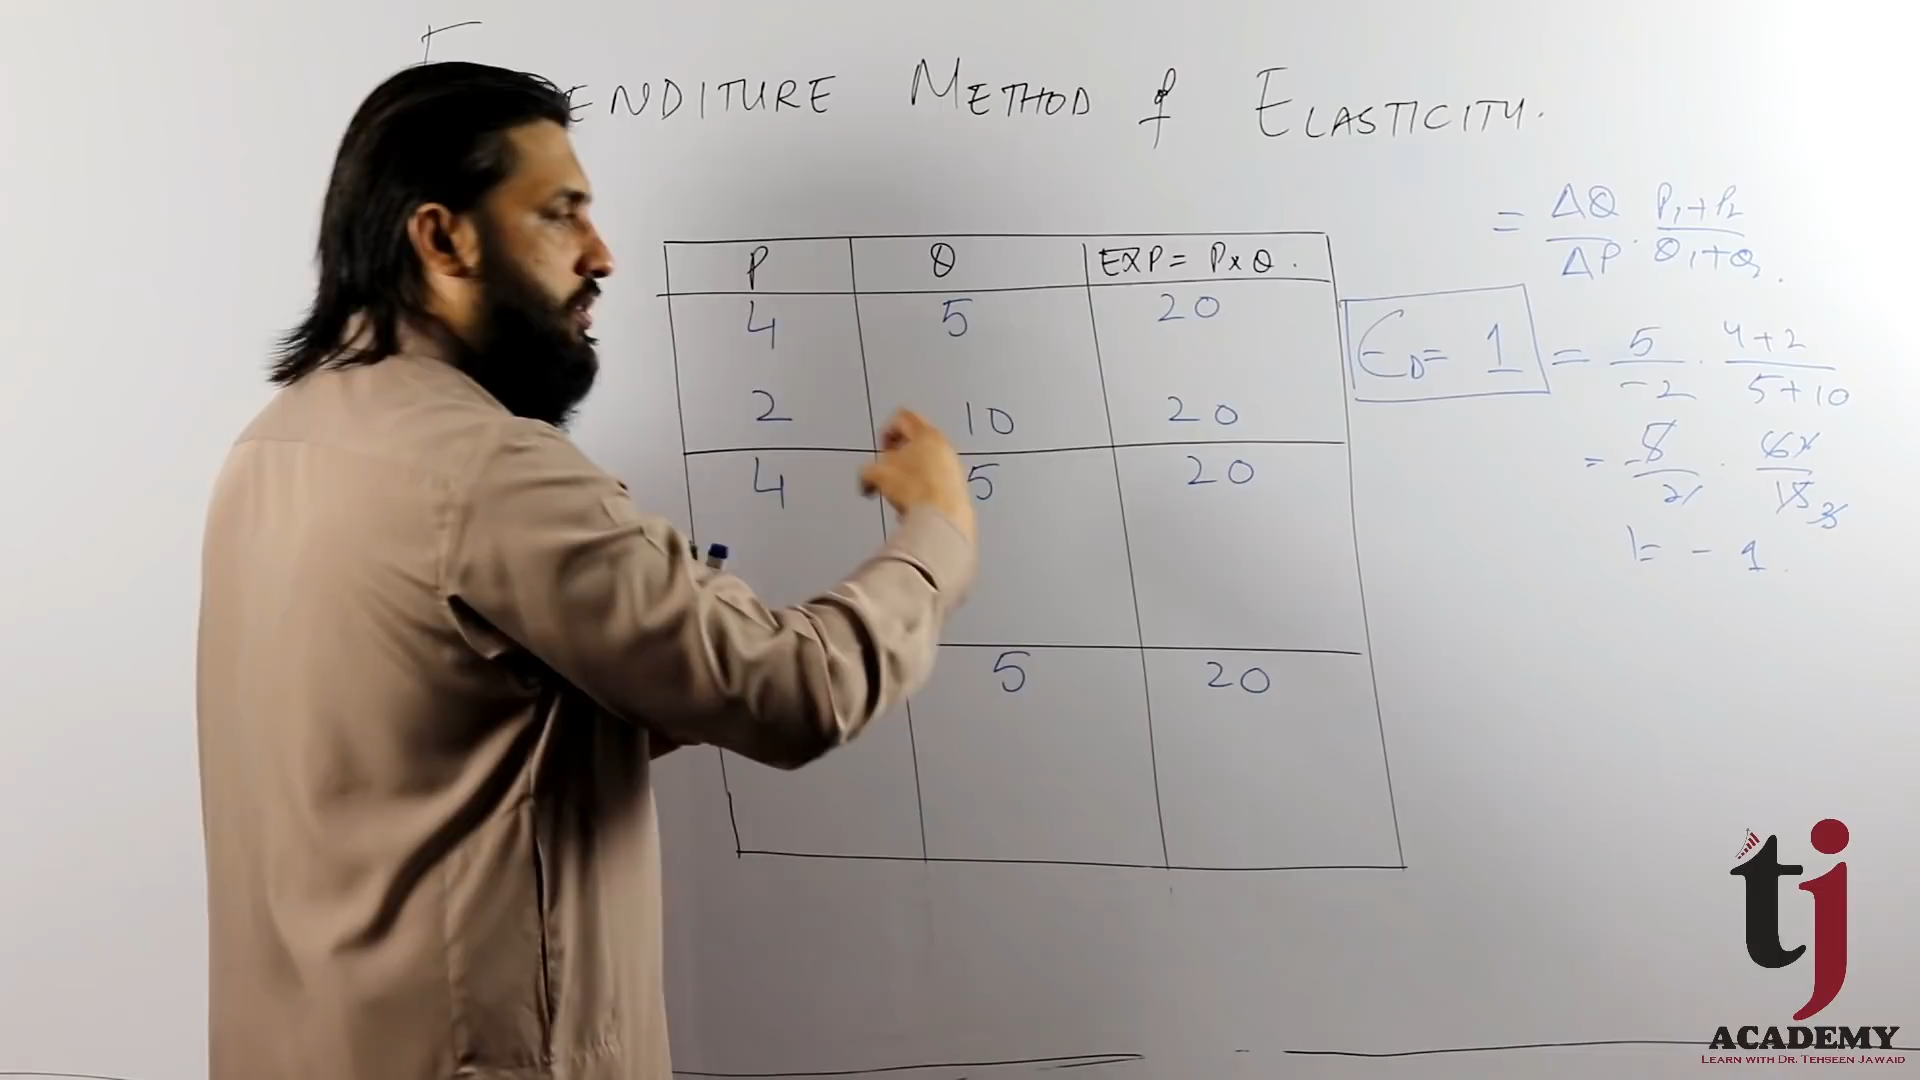 ENDITURE METHOD of ELASTICITY.
P Q EXP = P x Q.
4 5 20
2 10 20
4 5 20
5 20
= ΔQ/ΔP . P1+P2/Q1+Q2.
ED = 1 = 5/-2 . 4+2/5+10
= -5/2 . 6/15
= -1.
tj
ACADEMY
LEARN WITH DR. TEHSEEN JAWAID